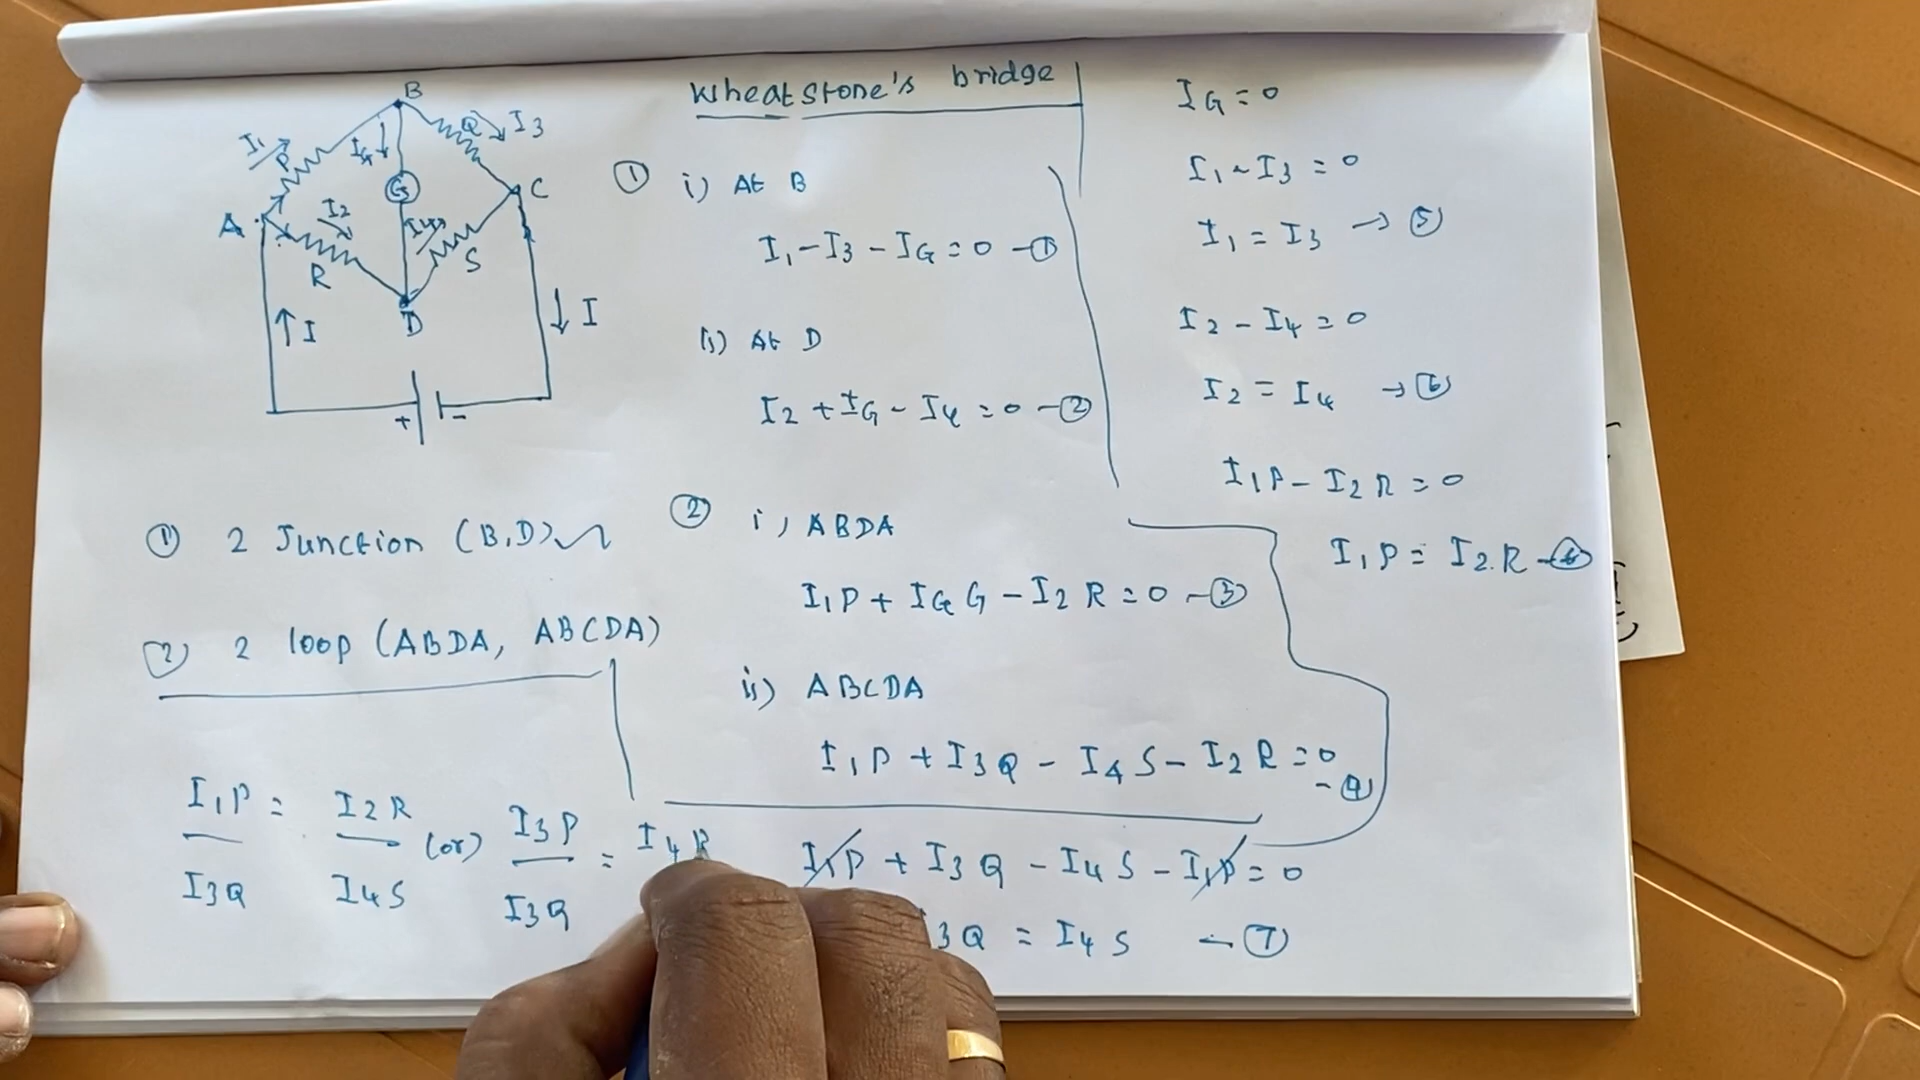 Wheatstone's bridge
B
I1
P
IG
Q
I3
G
A
I2
I4
C
R
S
D
I
I
+
-
① 2 Junction (B,D)
② 2 loop (ABDA, ABCDA)
① i) At B
I1 - I3 - IG = 0 -①
ii) At D
I2 + IG - I4 = 0 -②
② i) ABDA
I1P + IGG - I2R = 0 -③
ii) ABCDA
I1P + I3Q - I4S - I2R = 0
-④
IG = 0
I1 - I3 = 0
I1 = I3 → ⑤
I2 - I4 = 0
I2 = I4 → ⑥
I1P - I2R = 0
I1P = I2R -⑥
I1P + I3Q - I4S - I1P = 0
3Q = I4S -⑦
I1P = I2R (or) I3P = I4R
I3Q I4S I3Q